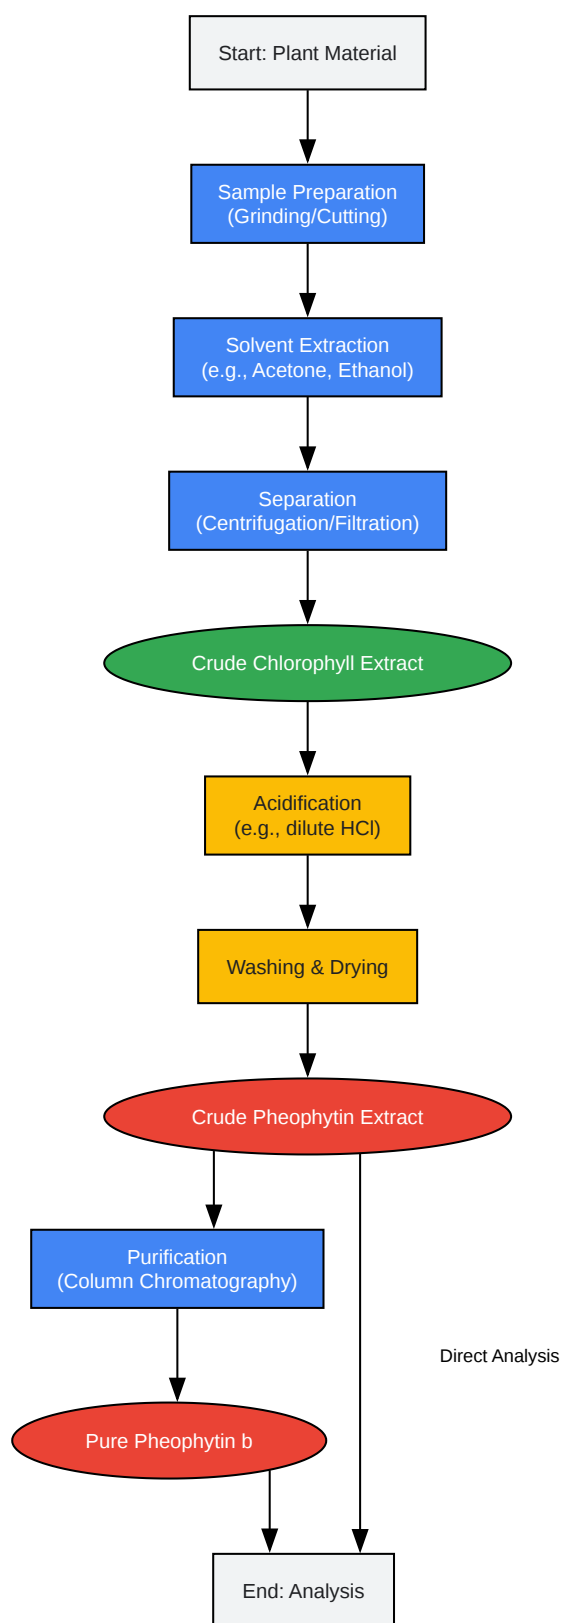 Start: Plant Material
Sample Preparation
(Grinding/Cutting)
Solvent Extraction
(e.g., Acetone, Ethanol)
Separation
(Centrifugation/Filtration)
Crude Chlorophyll Extract
Acidification
(e.g., dilute HCl)
Washing & Drying
Crude Pheophytin Extract
Purification
(Column Chromatography)
Direct Analysis
Pure Pheophytin b
End: Analysis